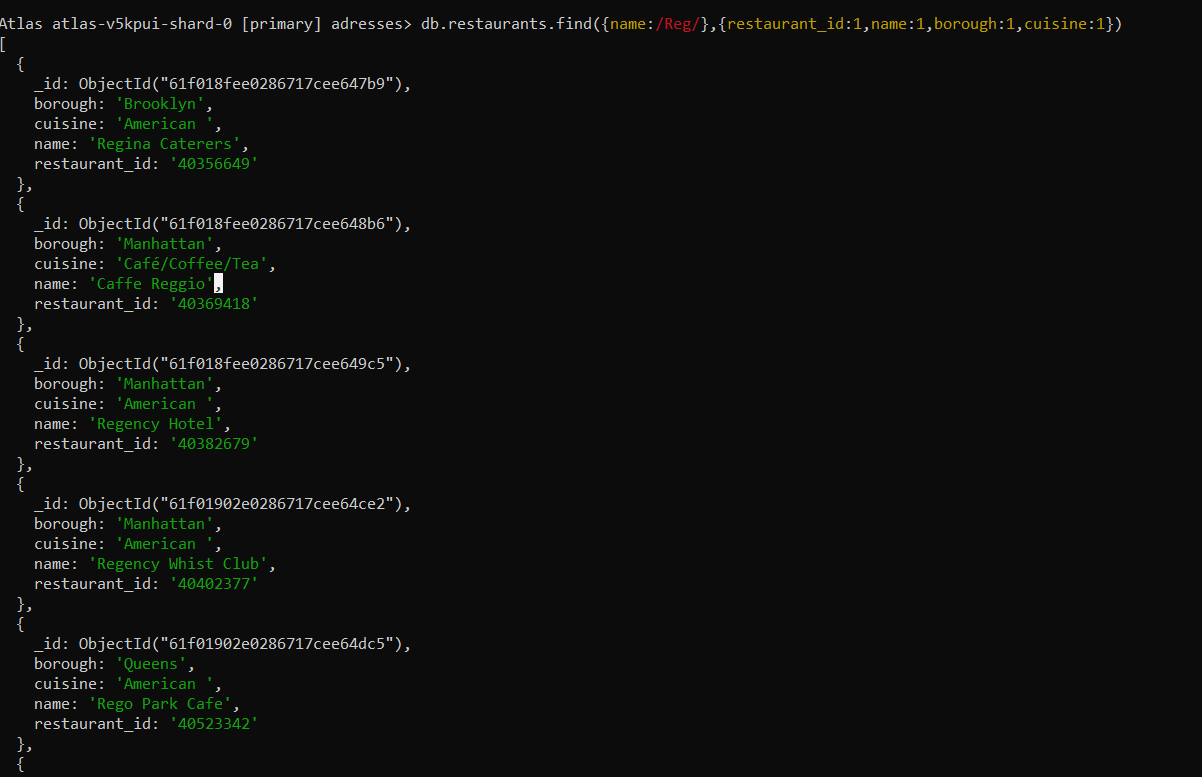 Atlas atlas-v5kpui-shard-0 [primary] adresses> db.restaurants.find({name:/Reg/},{restaurant_id:1,name:1,borough:1,cuisine:1})
[
  {
    _id: ObjectId("61f018fee0286717cee647b9"),
    borough: 'Brooklyn',
    cuisine: 'American ',
    name: 'Regina Caterers',
    restaurant_id: '40356649'
  },
  {
    _id: ObjectId("61f018fee0286717cee648b6"),
    borough: 'Manhattan',
    cuisine: 'Café/Coffee/Tea',
    name: 'Caffe Reggio',
    restaurant_id: '40369418'
  },
  {
    _id: ObjectId("61f018fee0286717cee649c5"),
    borough: 'Manhattan',
    cuisine: 'American ',
    name: 'Regency Hotel',
    restaurant_id: '40382679'
  },
  {
    _id: ObjectId("61f01902e0286717cee64ce2"),
    borough: 'Manhattan',
    cuisine: 'American ',
    name: 'Regency Whist Club',
    restaurant_id: '40402377'
  },
  {
    _id: ObjectId("61f01902e0286717cee64dc5"),
    borough: 'Queens',
    cuisine: 'American ',
    name: 'Rego Park Cafe',
    restaurant_id: '40523342'
  },
  {